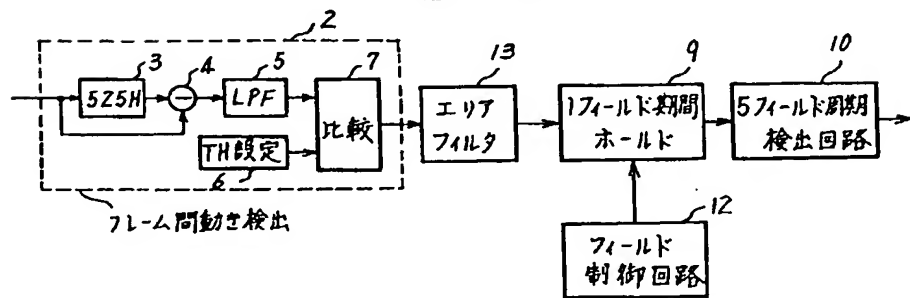 2
3
525H
4
5
LPF
7
比較
TH設定
6
フレーム間動き検出
13
エリア
フィルタ
9
1フィールド期間
ホールド
10
5フィールド周期
検出回路
12
フィールド
制御回路